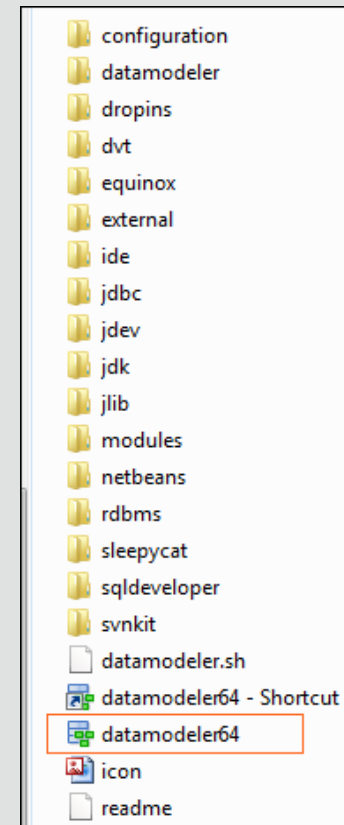 configuration
datamodeler
dropins
dvt
equinox
external
ide
jdbc
jdev
jdk
jlib
modules
netbeans
rdbms
sleepycat
sqldeveloper
svnkit
datamodeler.sh
datamodeler64 - Shortcut
datamodeler64
icon
readme